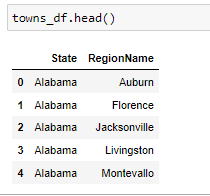 towns_df.head()
State RegionName
0 Alabama Auburn
1 Alabama Florence
2 Alabama Jacksonville
3 Alabama Livingston
4 Alabama Montevallo